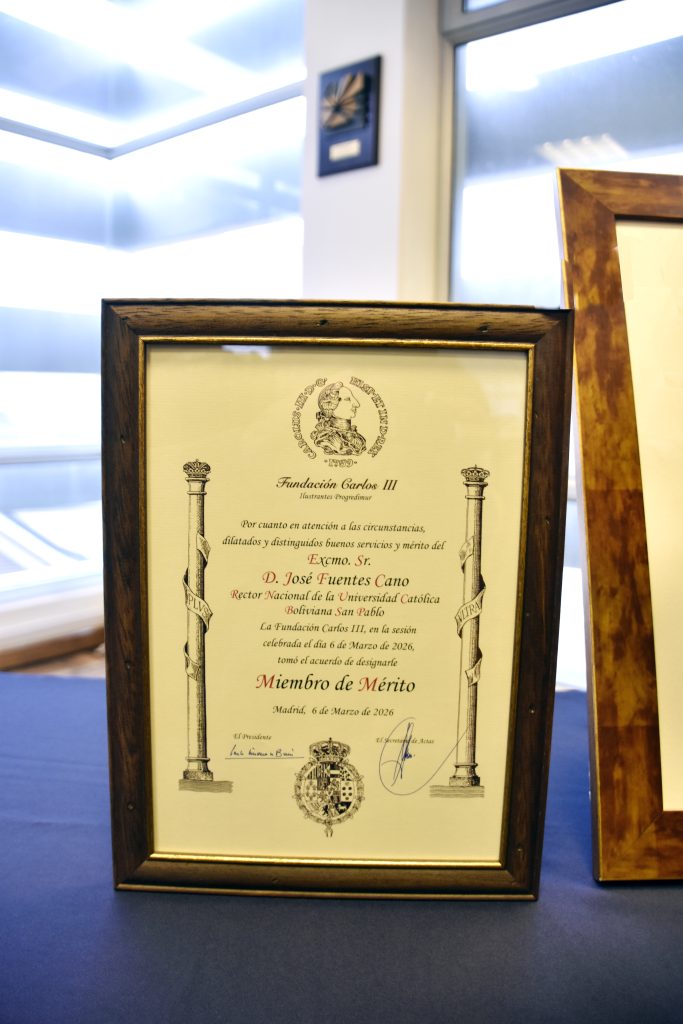 CAROLUS·III·D·G· HISP·ET IND·REX
·1759·
Fundación Carlos III
Ilustrantes Progredimur
Por cuanto en atención a las circunstancias,
dilatados y distinguidos buenos servicios y mérito del
Excmo. Sr.
D. José Fuentes Cano
Rector Nacional de la Universidad Católica
Boliviana San Pablo
La Fundación Carlos III, en la sesión
celebrada el día 6 de Marzo de 2026,
tomó el acuerdo de designarle
Miembro de Mérito
Madrid, 6 de Marzo de 2026
El Presidente
El Secretario de Actas
PLVS
VLTRA